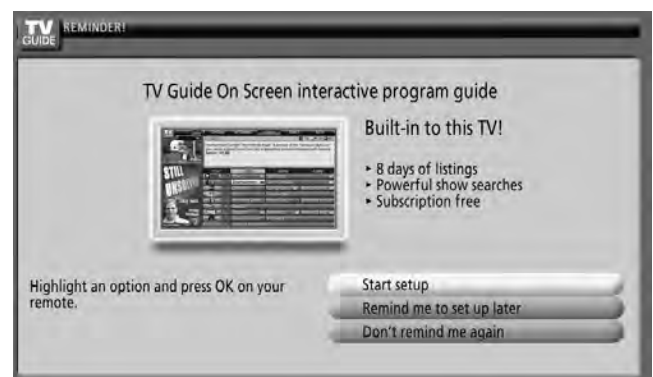 TV
GUIDE
REMINDER!
TV Guide On Screen interactive program guide
Built-in to this TV!
▸ 8 days of listings
▸ Powerful show searches
▸ Subscription free
STILL
Highlight an option and press OK on your
remote.
Start setup
Remind me to set up later
Don't remind me again